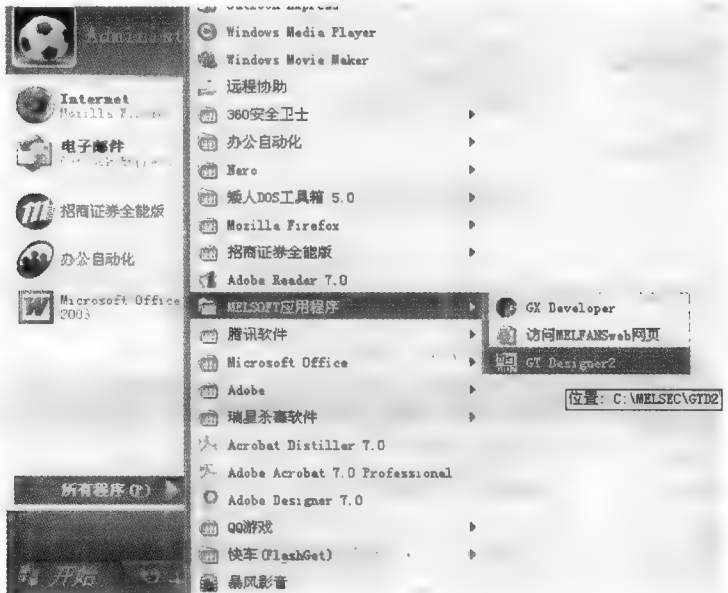 Outlook Express
Administ
Windows Media Player
Windows Movie Maker
远程协助
Internet
Mozilla
360安全卫士
电子邮件
办公自动化
Nero
矮人DOS工具箱 5.0
招商证券全能版
Mozilla Firefox
招商证券全能版
办公自动化
Adobe Reader 7.0
Microsoft Office
2003
MELSOFT应用程序
GX Developer
腾讯软件
访问MELFANSweb网页
Microsoft Office
GT Designer2
Adobe
位置: C:\MELSEC\GTD2
瑞星杀毒软件
Acrobat Distiller 7.0
Adobe Acrobat 7.0 Professional
所有程序(P)
Adobe Designer 7.0
QQ游戏
快车(FlashGet)
开始
暴风影音